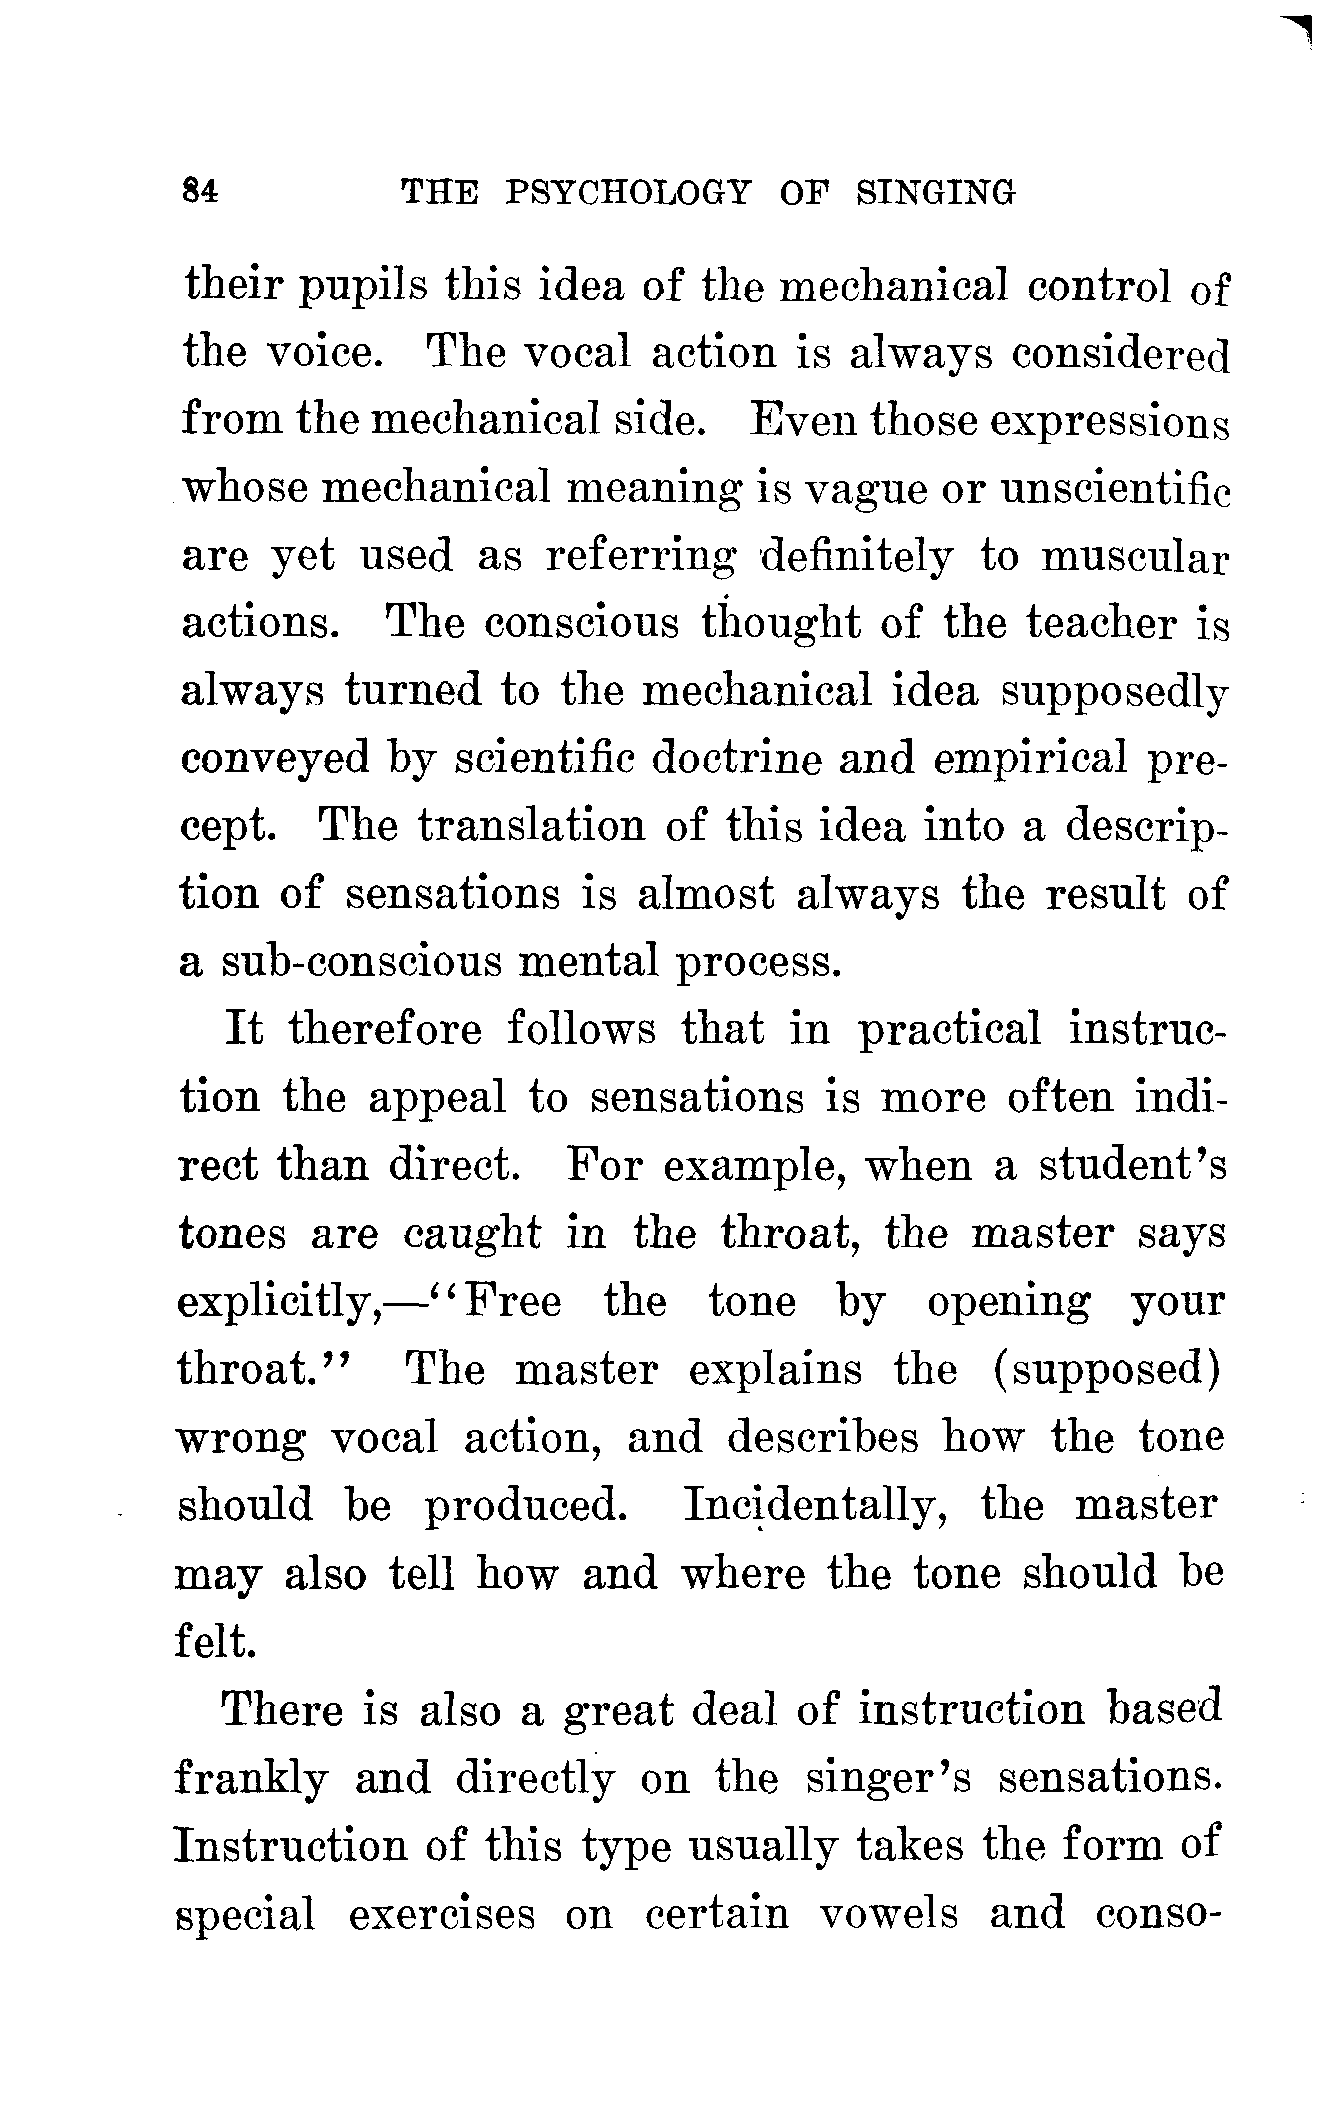 84 THE PSYCHOLOGY OF SINGING
their pupils this idea of the mechanical control of
the voice. The vocal action is always considered
from the mechanical side. Even those expressions
whose mechanical meaning is vague or unscientific
are yet used as referring definitely to muscular
actions. The conscious thought of the teacher is
always turned to the mechanical idea supposedly
conveyed by scientific doctrine and empirical pre-
cept. The translation of this idea into a descrip-
tion of sensations is almost always the result of
a sub-conscious mental process.
It therefore follows that in practical instruc-
tion the appeal to sensations is more often indi-
rect than direct. For example, when a student's
tones are caught in the throat, the master says
explicitly,—"Free the tone by opening your
throat." The master explains the (supposed)
wrong vocal action, and describes how the tone
should be produced. Incidentally, the master
may also tell how and where the tone should be
felt.
There is also a great deal of instruction based
frankly and directly on the singer's sensations.
Instruction of this type usually takes the form of
special exercises on certain vowels and conso-